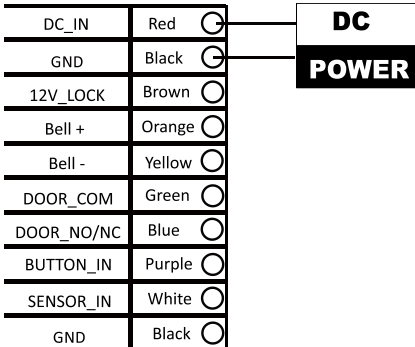 DC_IN Red DC
GND Black POWER
12V_LOCK Brown
Bell + Orange
Bell - Yellow
DOOR_COM Green
DOOR_NO/NC Blue
BUTTON_IN Purple
SENSOR_IN White
GND Black